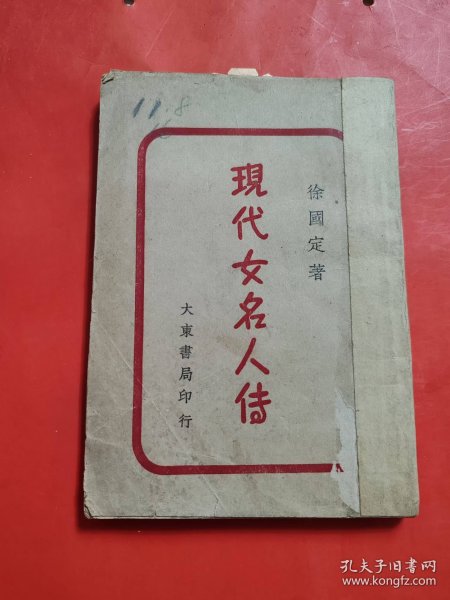 11.8
徐國定著
現代女名人傳
大東書局印行
孔夫子旧书网
www.kongfz.com